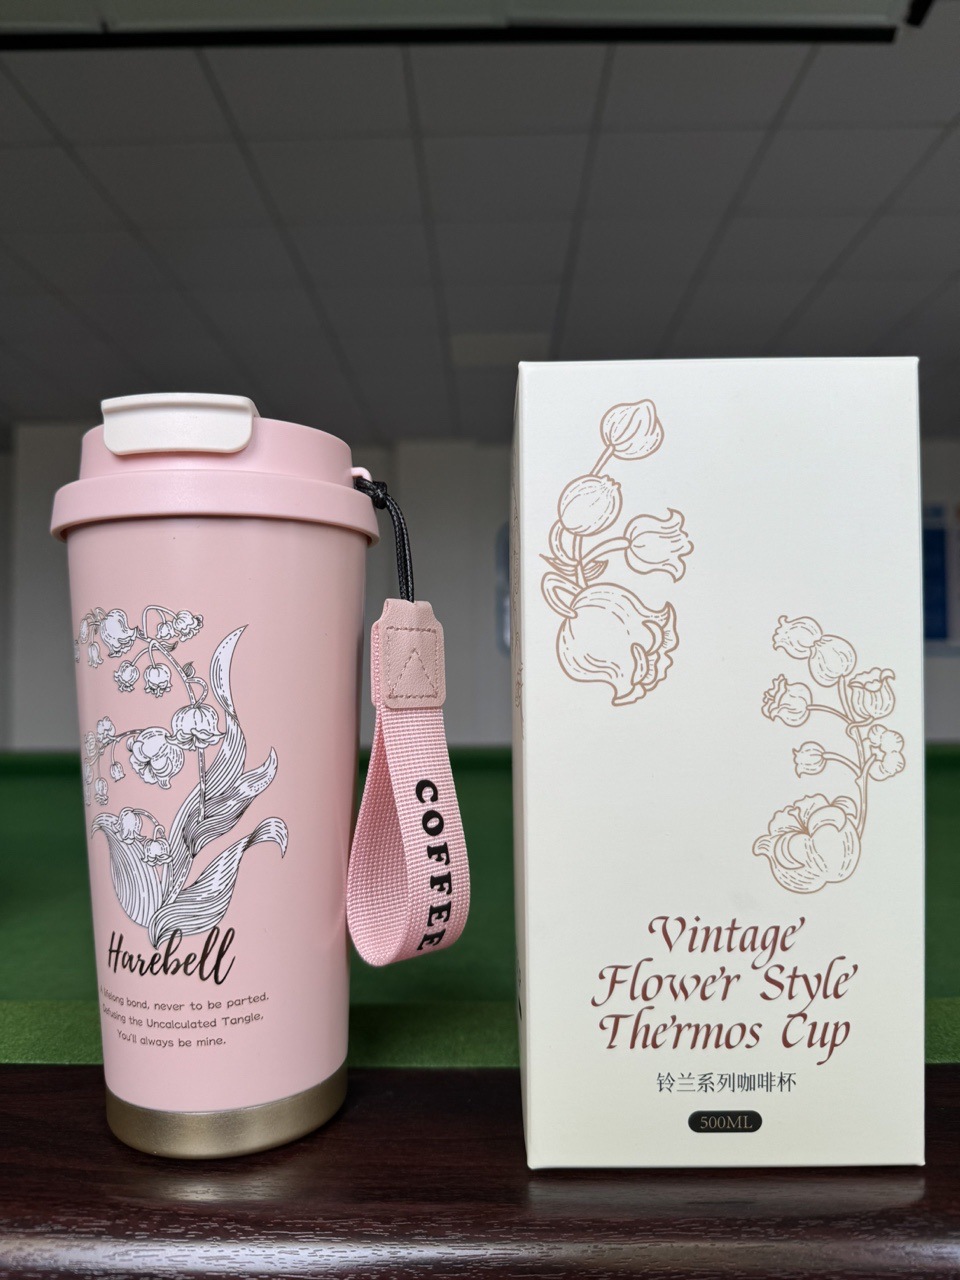 COFFEE
Harebell
A lifelong bond, never to be parted.
Defusing the Uncalculated Tangle,
You'll always be mine.
Vintage
Flower Style
Thermos Cup
铃兰系列咖啡杯
500ML